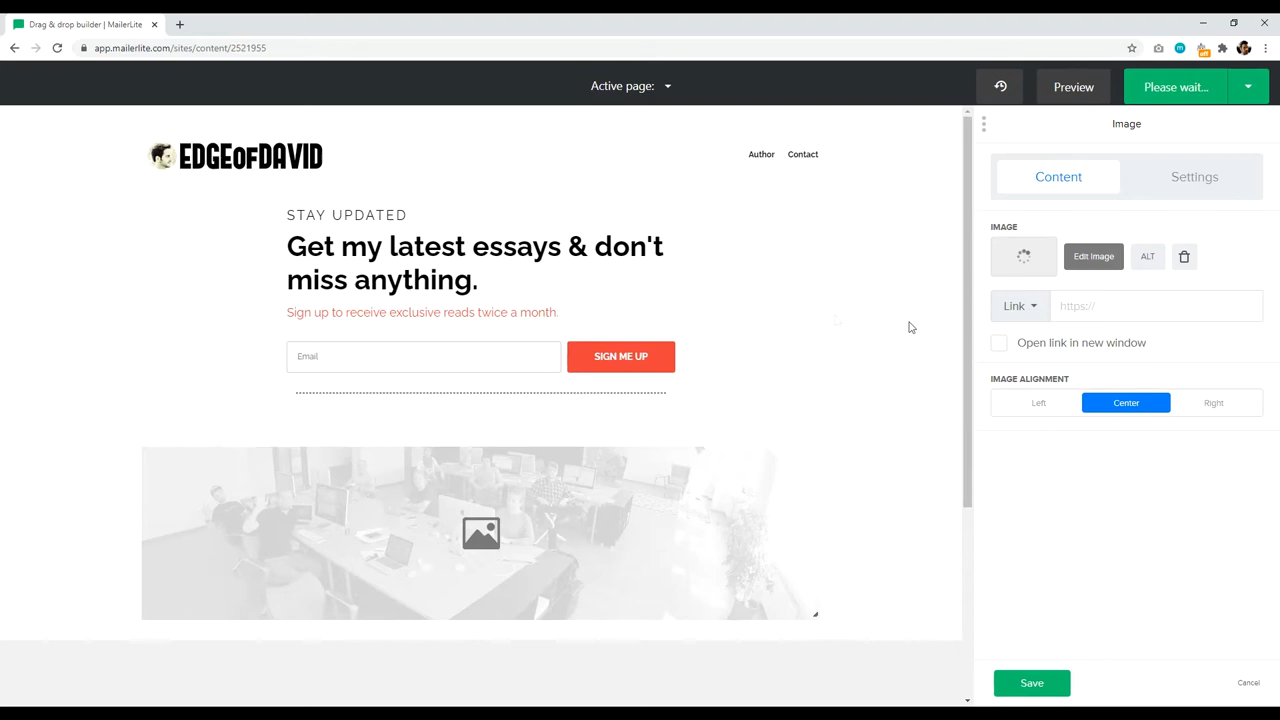 Drag & drop builder | MailerLite
app.mailerlite.com/sites/content/2521955
off
Active page:
Preview
Please wait...
EDGEOFDAVID
Author
Contact
STAY UPDATED
Get my latest essays & don't
miss anything.
Sign up to receive exclusive reads twice a month.
Email
SIGN ME UP
Image
Content
Settings
IMAGE
Edit Image
ALT
Link
https://
Open link in new window
IMAGE ALIGNMENT
Left
Center
Right
Save
Cancel